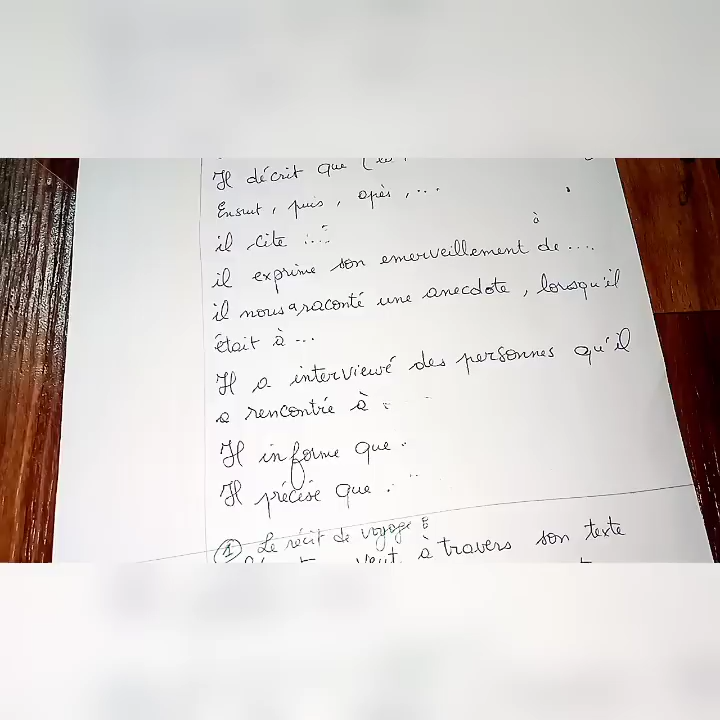 Il décrit que (
Ensuit, puis, après, ...
il cite ....
à
il exprime son emerveillement de ....
il nous a raconté une anecdote, lorsqu'il
était à ...
Il a interviewé des personnes qu'il
a rencontré à :
Il informe que .
Il précise que . ..
① Le récit de voyage :
veut à travers son texte